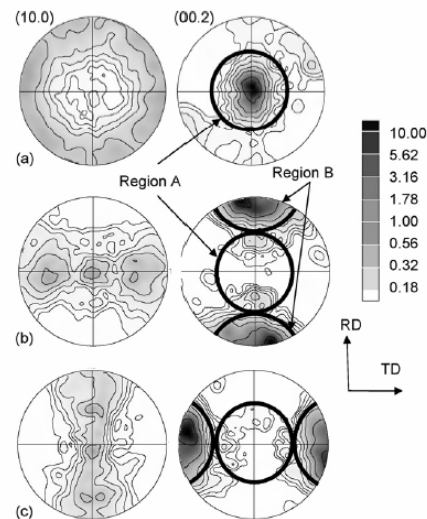 (10.0) (00.2)
(a)
Region A Region B
(b)
(c)
10.00
5.62
3.16
1.78
1.00
0.56
0.32
0.18
RD
TD